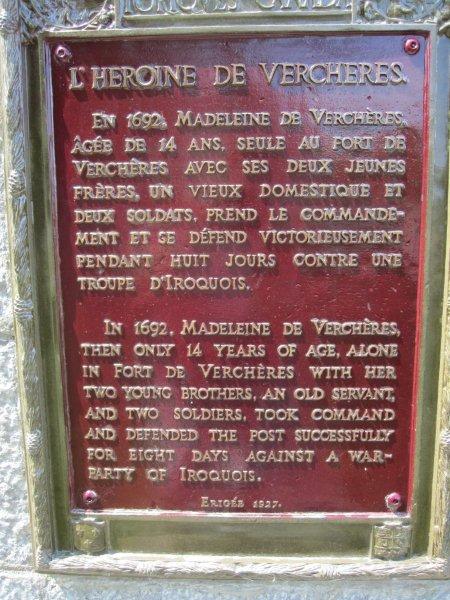 L'HEROINE DE VERCHERES.
EN 1692, MADELEINE DE VERCHÈRES,
ÂGÉE DE 14 ANS, SEULE AU FORT DE
VERCHÈRES AVEC SES DEUX JEUNES
FRÈRES, UN VIEUX DOMESTIQUE ET
DEUX SOLDATS, PREND LE COMMANDE-
MENT ET SE DÉFEND VICTORIEUSEMENT
PENDANT HUIT JOURS CONTRE UNE
TROUPE D'IROQUOIS.
IN 1692, MADELEINE DE VERCHÈRES,
THEN ONLY 14 YEARS OF AGE, ALONE
IN FORT DE VERCHÈRES WITH HER
TWO YOUNG BROTHERS, AN OLD SERVANT,
AND TWO SOLDIERS, TOOK COMMAND
AND DEFENDED THE POST SUCCESSFULLY
FOR EIGHT DAYS AGAINST A WAR-
PARTY OF IROQUOIS.
ERIGÉE 1927.